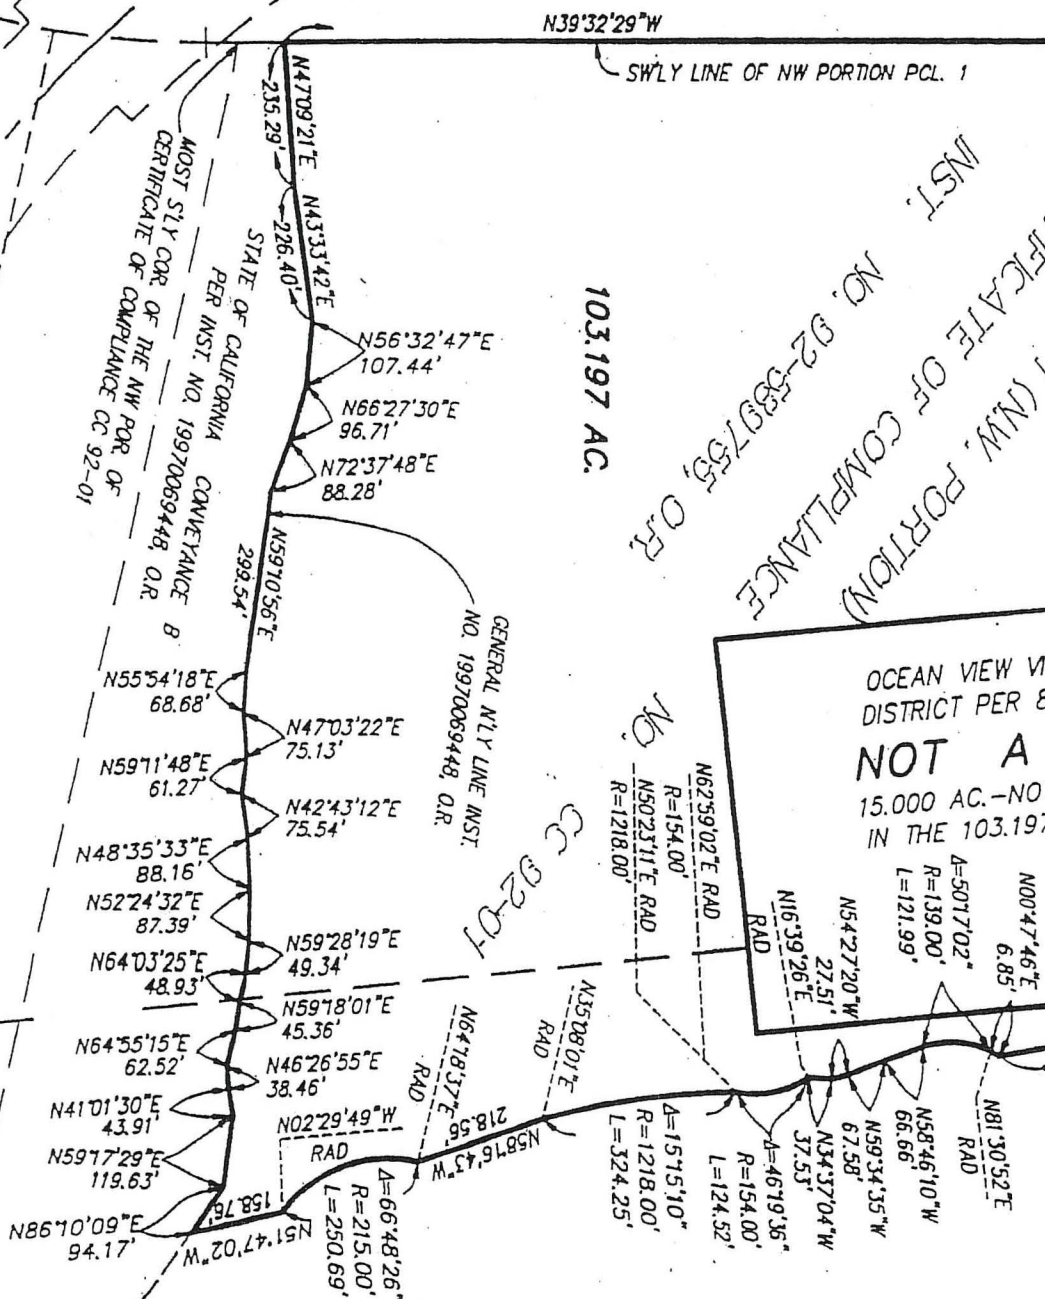 N39°32'29"W
SW'LY LINE OF NW PORTION PCL. 1
N47°09'21"E
235.29'
N43°33'42"E
226.40'
MOST S'LY COR. OF THE NW POR. OF
CERTIFICATE OF COMPLIANCE CC 92-01
STATE OF CALIFORNIA CONVEYANCE 8
PER INST. NO. 19970069448, O.R.
N56°32'47"E
107.44'
N66°27'30"E
96.71'
N72°37'48"E
88.28'
103.197 AC.
INST.
NO. 92-589755, O.R.
OF COMPLIANCE
(N.W. PORTION)
NO.
CC 92-01
N59°10'56"E
299.54'
GENERAL N'LY LINE INST.
NO. 19970069448, O.R.
N55°54'18"E
68.68'
N47°03'22"E
75.13'
N59°11'48"E
61.27'
N42°43'12"E
75.54'
N48°35'33"E
88.16'
N52°24'32"E
87.39'
N59°28'19"E
49.34'
N64°03'25"E
48.93'
N59°18'01"E
45.36'
N64°55'15"E
62.52'
N46°26'55"E
38.46'
N41°01'30"E
43.91'
N59°17'29"E
119.63'
N86°10'09"E
94.17'
OCEAN VIEW
DISTRICT PER
NOT A
15.000 AC.-NO
IN THE 103.197
N62°59'02"E RAD
R=154.00'
N50°23'11"E RAD
R=1218.00'
N16°39'26"E
RAD
N54°27'20"W
27.51'
Δ=50°17'02"
R=139.00'
L=121.99'
N00°47'46"E
6.85'
N81°30'52"E
RAD
N58°46'10"W
66.66'
N59°34'35"W
67.58'
N34°37'04"W
37.53'
Δ=46°19'36"
R=154.00'
L=124.52'
Δ=15°15'10"
R=1218.00'
L=324.25'
N35°08'01"E
RAD
N58°16'43"W
218.56'
N64°18'37"E
RAD
N02°29'49"W
RAD
Δ=66°48'26"
R=215.00'
L=250.69'
158.76'
N51°47'02"W